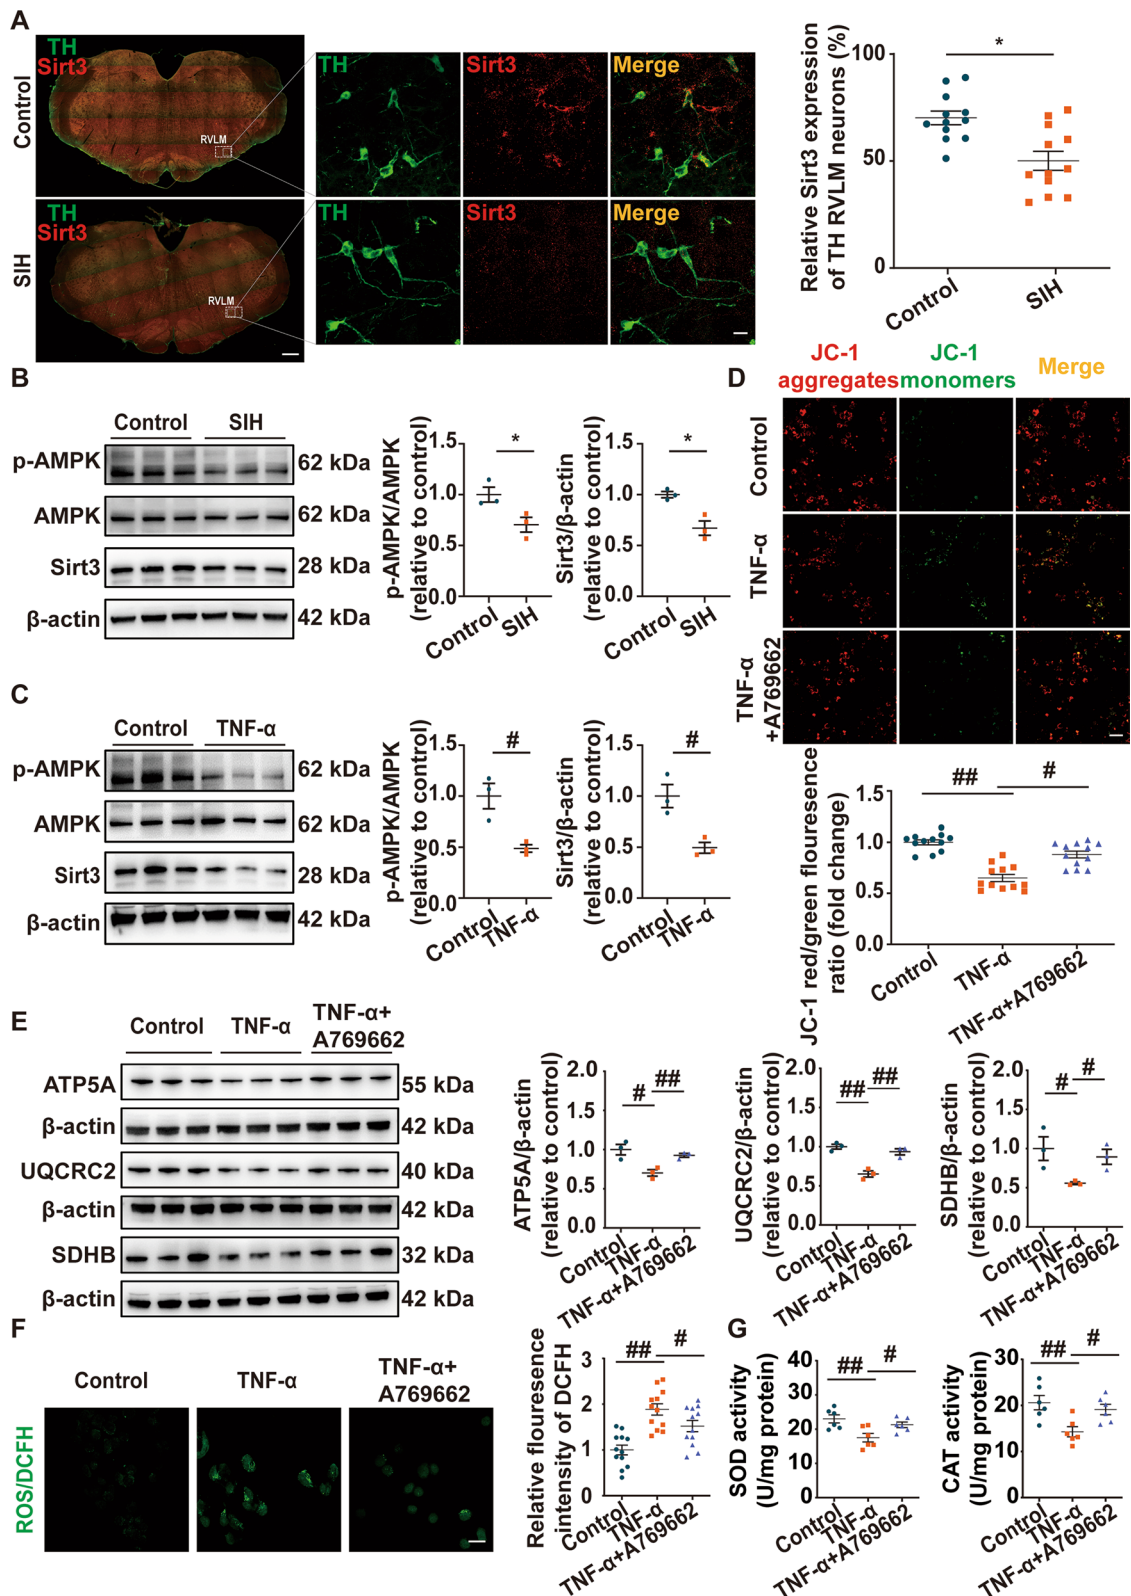 A
TH
Sirt3
Control
RVLM
TH
Sirt3
Merge
TH
Sirt3
SIH
RVLM
TH
Sirt3
Merge
Relative Sirt3 expression
of TH RVLM neurons (%)
100
50
0
*
Control
SIH
B
Control
SIH
p-AMPK
62 kDa
AMPK
62 kDa
Sirt3
28 kDa
β-actin
42 kDa
p-AMPK/AMPK
(relative to control)
1.5
1.0
0.5
0.0
*
Control
SIH
Sirt3/β-actin
(relative to control)
1.5
1.0
0.5
0.0
*
Control
SIH
C
Control
TNF-α
p-AMPK
62 kDa
AMPK
62 kDa
Sirt3
28 kDa
β-actin
42 kDa
p-AMPK/AMPK
(relative to control)
1.5
1.0
0.5
0.0
#
Control
TNF-α
Sirt3/β-actin
(relative to control)
1.5
1.0
0.5
0.0
#
Control
TNF-α
D
JC-1
aggregates
JC-1
monomers
Merge
Control
TNF-α
TNF-α
+A769662
JC-1 red/green flouresence
ratio (fold change)
1.5
1.0
0.5
0.0
##
#
Control
TNF-α
TNF-α+A769662
E
Control
TNF-α
TNF-α+
A769662
ATP5A
55 kDa
β-actin
42 kDa
UQCRC2
40 kDa
β-actin
42 kDa
SDHB
32 kDa
β-actin
42 kDa
ATP5A/β-actin
(relative to control)
2.0
1.5
1.0
0.5
0.0
#
##
Control
TNF-α
TNF-α+A769662
UQCRC2/β-actin
(relative to control)
2.0
1.5
1.0
0.5
0.0
##
##
Control
TNF-α
TNF-α+A769662
SDHB/β-actin
(relative to control)
2.0
1.5
1.0
0.5
0.0
#
#
Control
TNF-α
TNF-α+A769662
F
Control
TNF-α
TNF-α+
A769662
ROS/DCFH
Relative flouresence
intensity of DCFH
3
2
1
0
##
#
Control
TNF-α
TNF-α+A769662
G
SOD activity
(U/mg protein)
40
30
20
10
0
##
#
Control
TNF-α
TNF-α+A769662
CAT activity
(U/mg protein)
30
20
10
0
##
#
Control
TNF-α
TNF-α+A769662